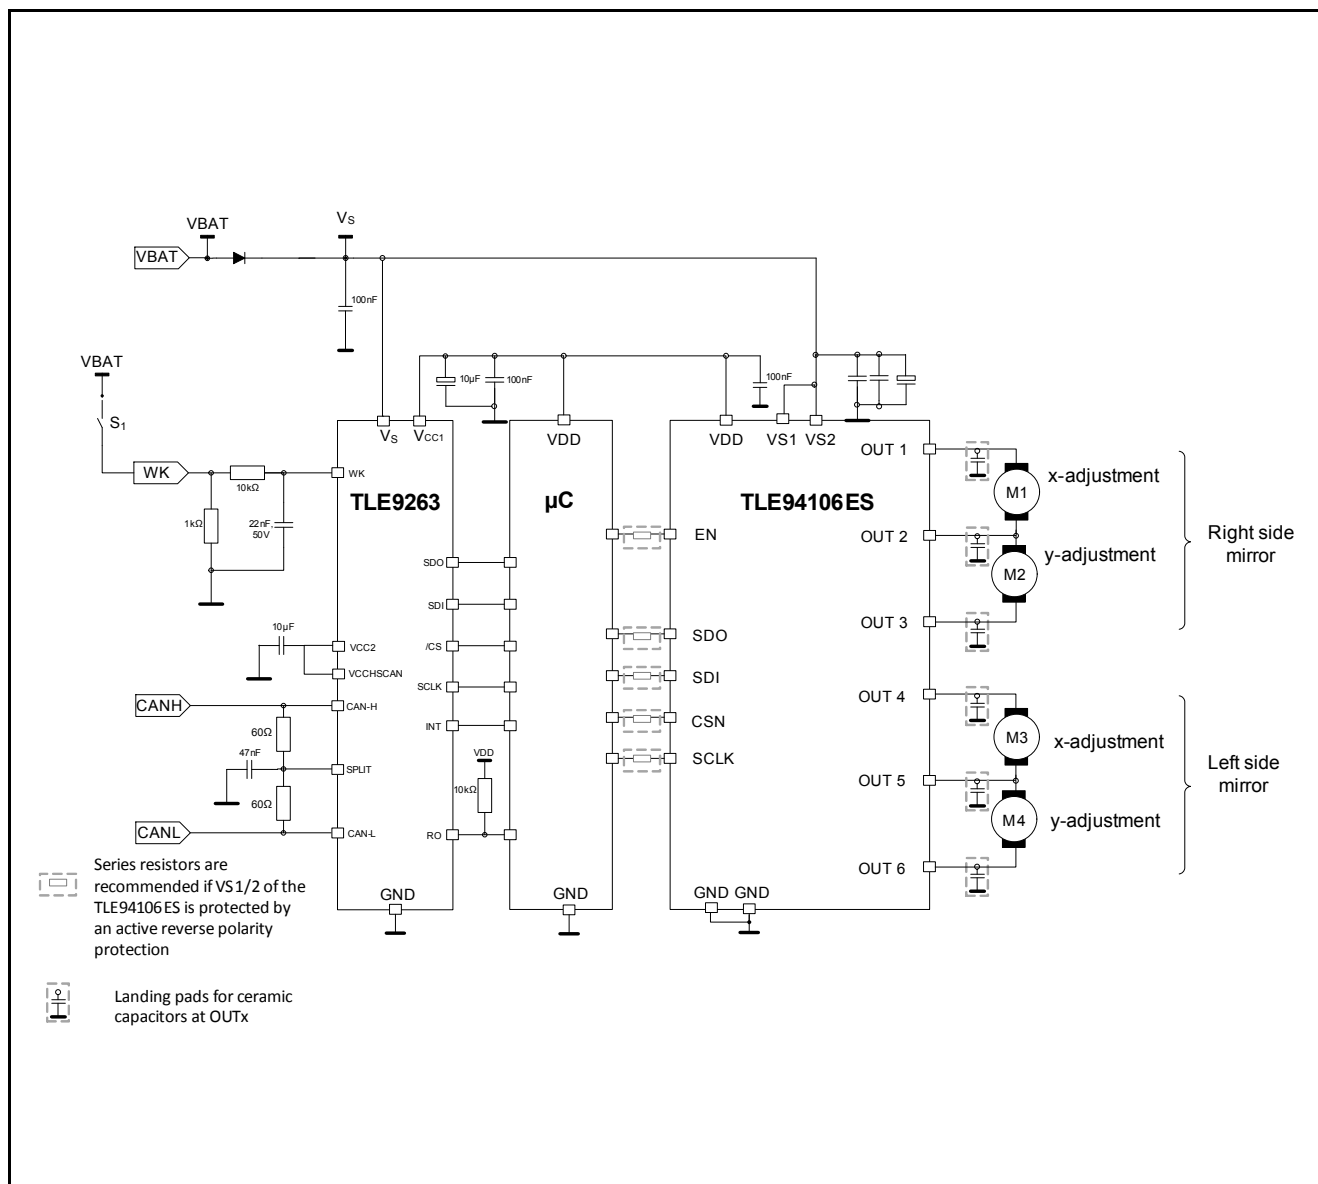 VBAT
VS
VBAT
100nF
VBAT
S1
10µF
100nF
100nF
VS
VCC1
VDD
VDD
VS1
VS2
WK
10kΩ
WK
1kΩ
22nF,
50V
TLE9263
µC
TLE94106ES
OUT 1
M1
x-adjustment
EN
OUT 2
M2
y-adjustment
Right side
mirror
SDO
SDI
OUT 3
SDO
10µF
VCC2
/CS
VCCHSCAN
SCLK
SDI
CANH
CAN-H
INT
CSN
OUT 4
60Ω
SCLK
M3
x-adjustment
47nF
SPLIT
VDD
OUT 5
Left side
mirror
60Ω
10kΩ
M4
y-adjustment
CANL
CAN-L
RO
OUT 6
GND
GND
GND
GND
Series resistors are
recommended if VS1/2 of the
TLE94106ES is protected by
an active reverse polarity
protection
Landing pads for ceramic
capacitors at OUTx